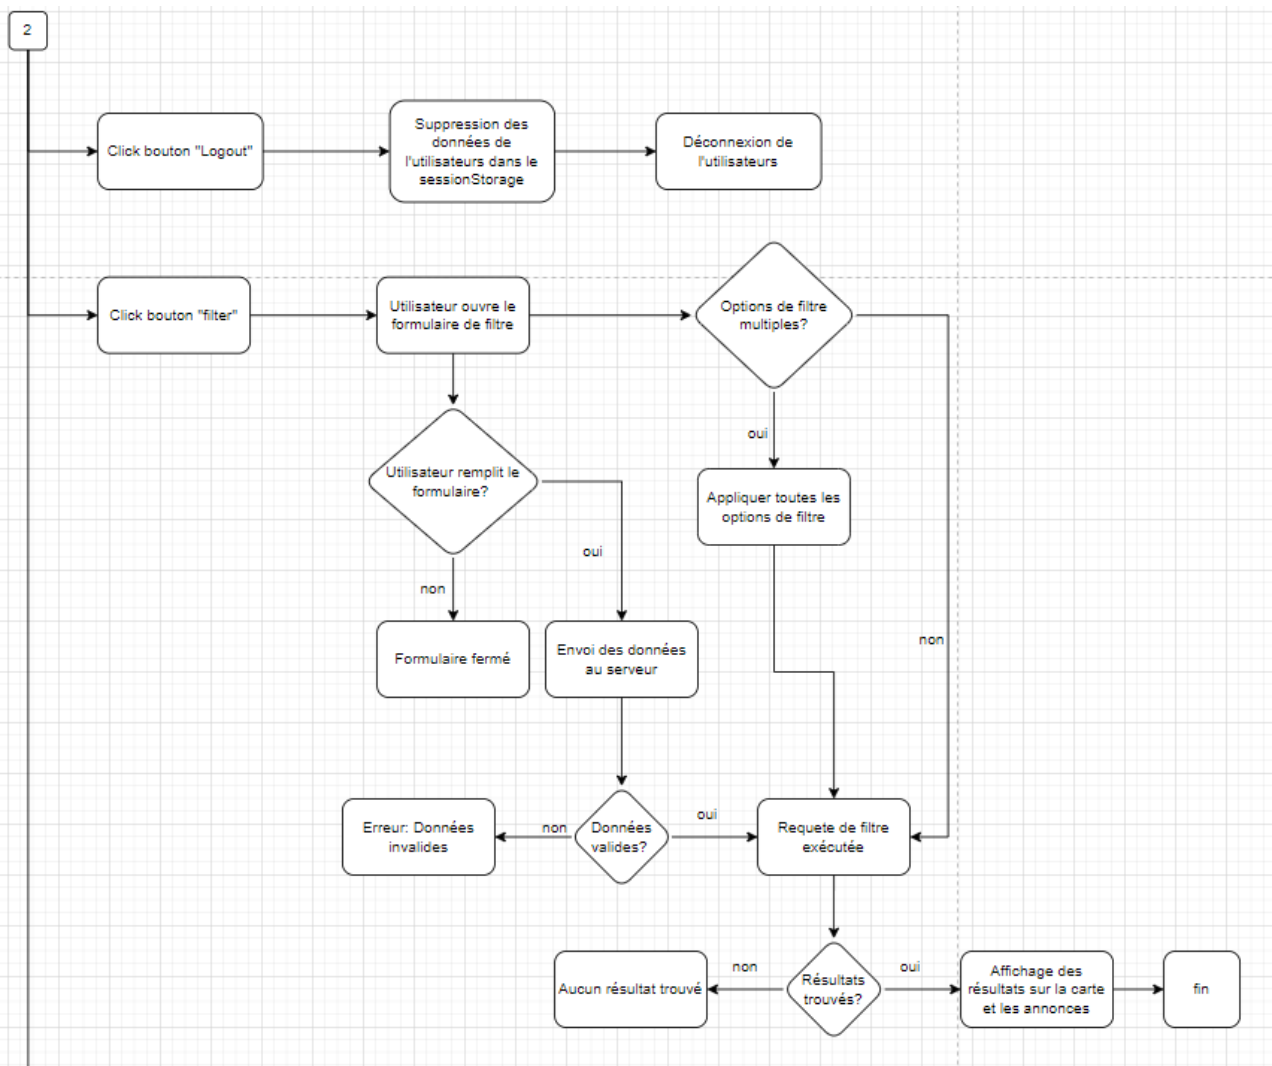 2
Click bouton "Logout"
Suppression des
données de
l'utilisateurs dans le
sessionStorage
Déconnexion de
l'utilisateurs
Click bouton "filter"
Utilisateur ouvre le
formulaire de filtre
Options de filtre
multiples?
oui
Utilisateur remplit le
formulaire?
Appliquer toutes les
options de filtre
oui
non
non
Formulaire fermé
Envoi des données
au serveur
Erreur: Données
invalides
non
Données
valides?
oui
Requete de filtre
exécutée
Aucun résultat trouvé
non
Résultats
trouvés?
oui
Affichage des
résultats sur la carte
et les annonces
fin